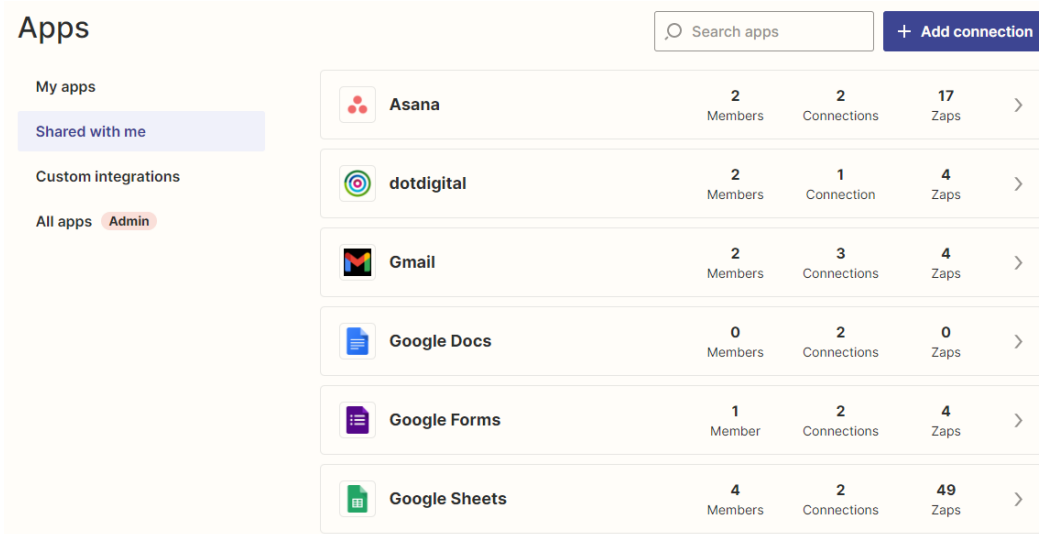 Apps
Search apps
+ Add connection
My apps
Shared with me
Custom integrations
All apps Admin
Asana
2 2 17
Members Connections Zaps
dotdigital
2 1 4
Members Connection Zaps
Gmail
2 3 4
Members Connections Zaps
Google Docs
0 2 0
Members Connections Zaps
Google Forms
1 2 4
Member Connections Zaps
Google Sheets
4 2 49
Members Connections Zaps